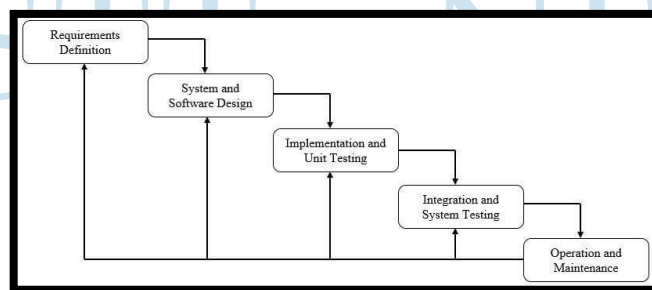 Requirements
Definition
System and
Software Design
Implementation and
Unit Testing
Integration and
System Testing
Operation and
Maintenance